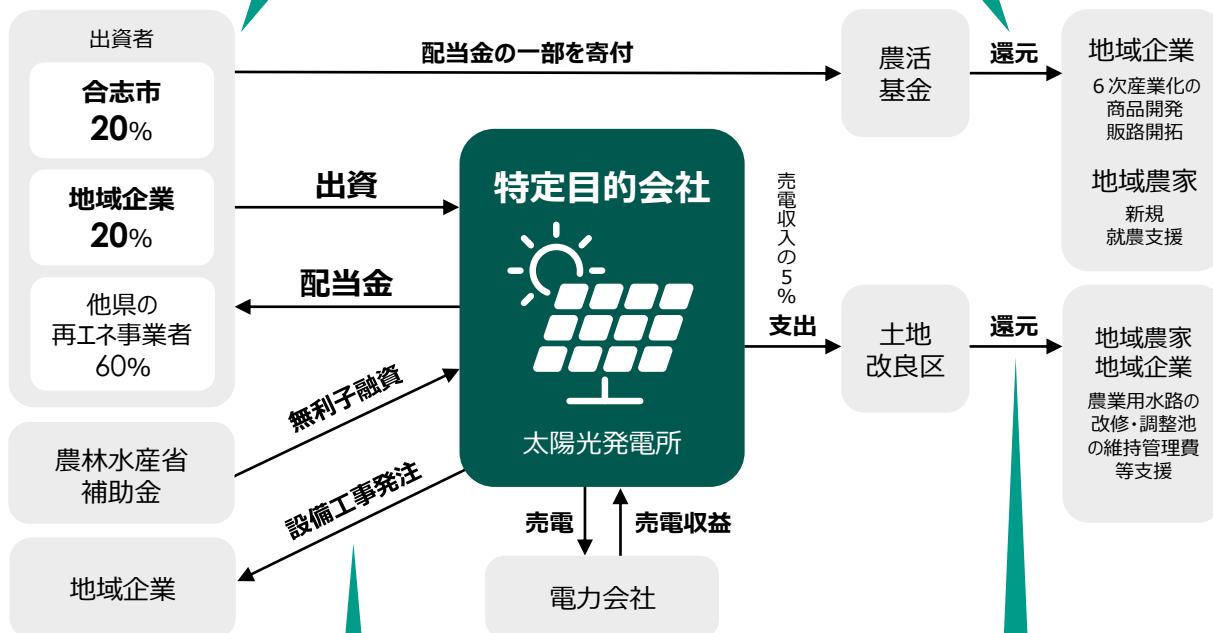 出資者
合志市
20%
地域企業
20%
他県の
再エネ事業者
60%
農林水産省
補助金
地域企業
配当金の一部を寄付
出資
配当金
無利子融資
設備工事発注
特定目的会社
太陽光発電所
売電
売電収益
電力会社
売電収入の5%
支出
農活
基金
還元
土地
改良区
還元
地域企業
6次産業化の
商品開発
販路開拓
地域農家
新規
就農支援
地域農家
地域企業
農業用水路の
改修・調整池
の維持管理費
等支援